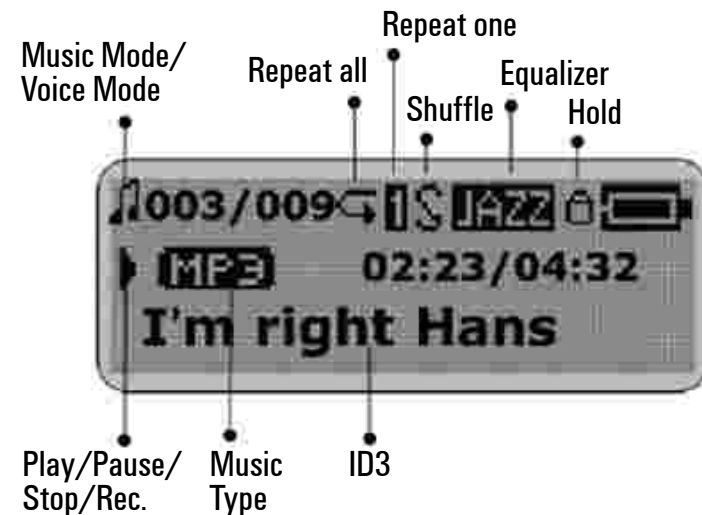 Repeat one
Music Mode/
Voice Mode
Repeat all
Equalizer
Shuffle
Hold
003/009 1 S JAZZ
MP3 02:23/04:32
I'm right Hans
Play/Pause/
Stop/Rec.
Music
Type
ID3